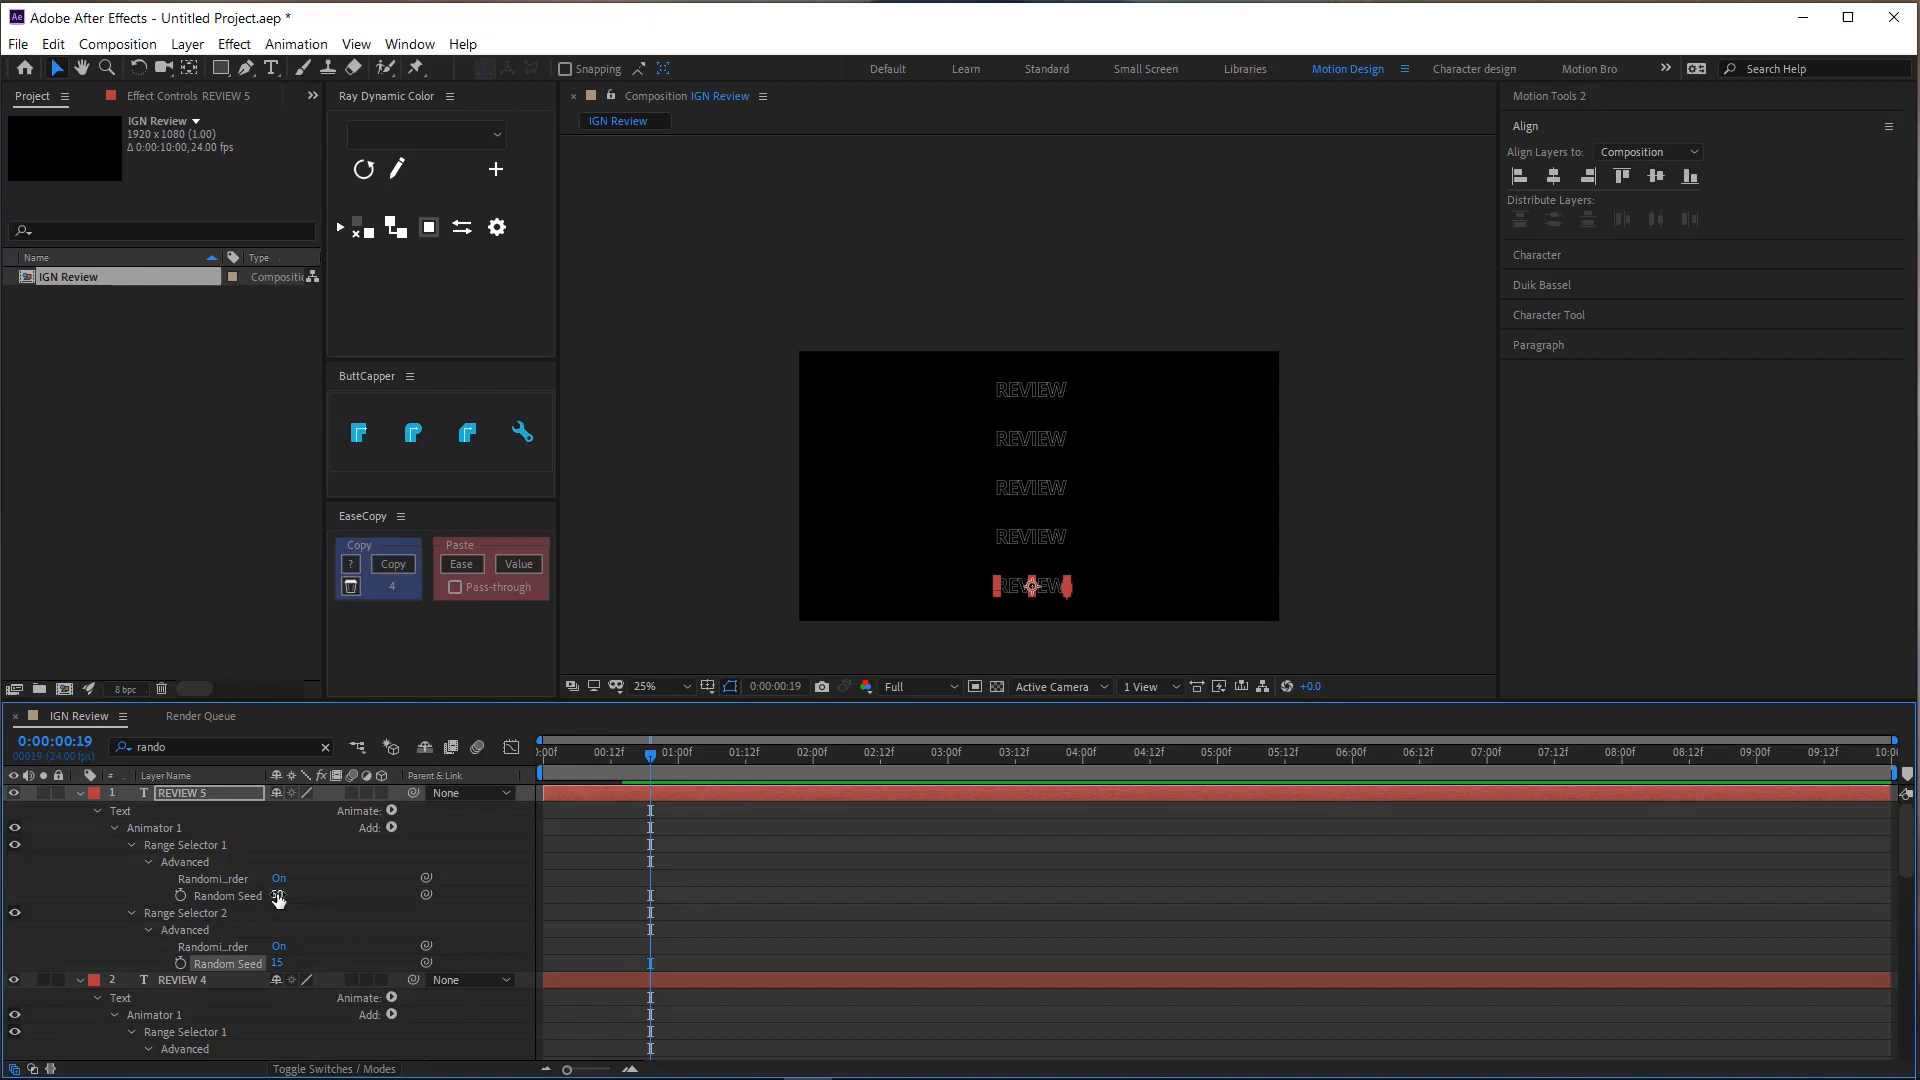 Adobe After Effects - Untitled Project.aep *
File Edit Composition Layer Effect Animation View Window Help
Snapping
Default Learn Standard Small Screen Libraries Motion Design Character design Motion Bro
Search Help
Project
Effect Controls REVIEW 5
IGN Review
1920 x 1080 (1.00)
Δ 0:00:10:00, 24.00 fps
Name Type
IGN Review Compositi
8 bpc
Ray Dynamic Color
ButtCapper
EaseCopy
Copy
? Copy
4
Paste
Ease Value
Pass-through
Composition IGN Review
IGN Review
REVIEW
REVIEW
REVIEW
REVIEW
REVIEW
25% 0:00:00:19 Full Active Camera 1 View +0.0
Motion Tools 2
Align
Align Layers to: Composition
Distribute Layers:
Character
Duik Bassel
Character Tool
Paragraph
IGN Review Render Queue
0:00:00:19
00019 (24.00 fps)
rando
:00f 00:12f 01:00f 01:12f 02:00f 02:12f 03:00f 03:12f 04:00f 04:12f 05:00f 05:12f 06:00f 06:12f 07:00f 07:12f 08:00f 08:12f 09:00f 09:12f 10:00
# Layer Name Parent & Link
1 T REVIEW 5 None
Text Animate:
Animator 1 Add:
Range Selector 1
Advanced
Randomi...rder On
Random Seed
Range Selector 2
Advanced
Randomi...rder On
Random Seed 15
2 T REVIEW 4 None
Text Animate:
Animator 1 Add:
Range Selector 1
Advanced
Toggle Switches / Modes